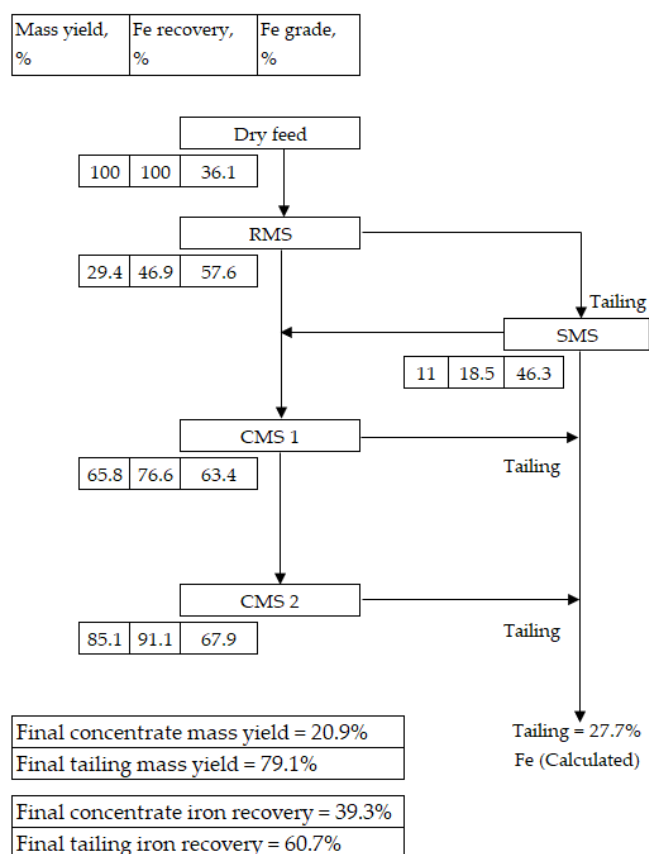 Mass yield, Fe recovery, Fe grade,
% % %
Dry feed
100 100 36.1
RMS
29.4 46.9 57.6
Tailing
SMS
11 18.5 46.3
CMS 1
65.8 76.6 63.4
Tailing
CMS 2
85.1 91.1 67.9
Tailing
Final concentrate mass yield = 20.9%
Final tailing mass yield = 79.1%
Tailing = 27.7%
Fe (Calculated)
Final concentrate iron recovery = 39.3%
Final tailing iron recovery = 60.7%